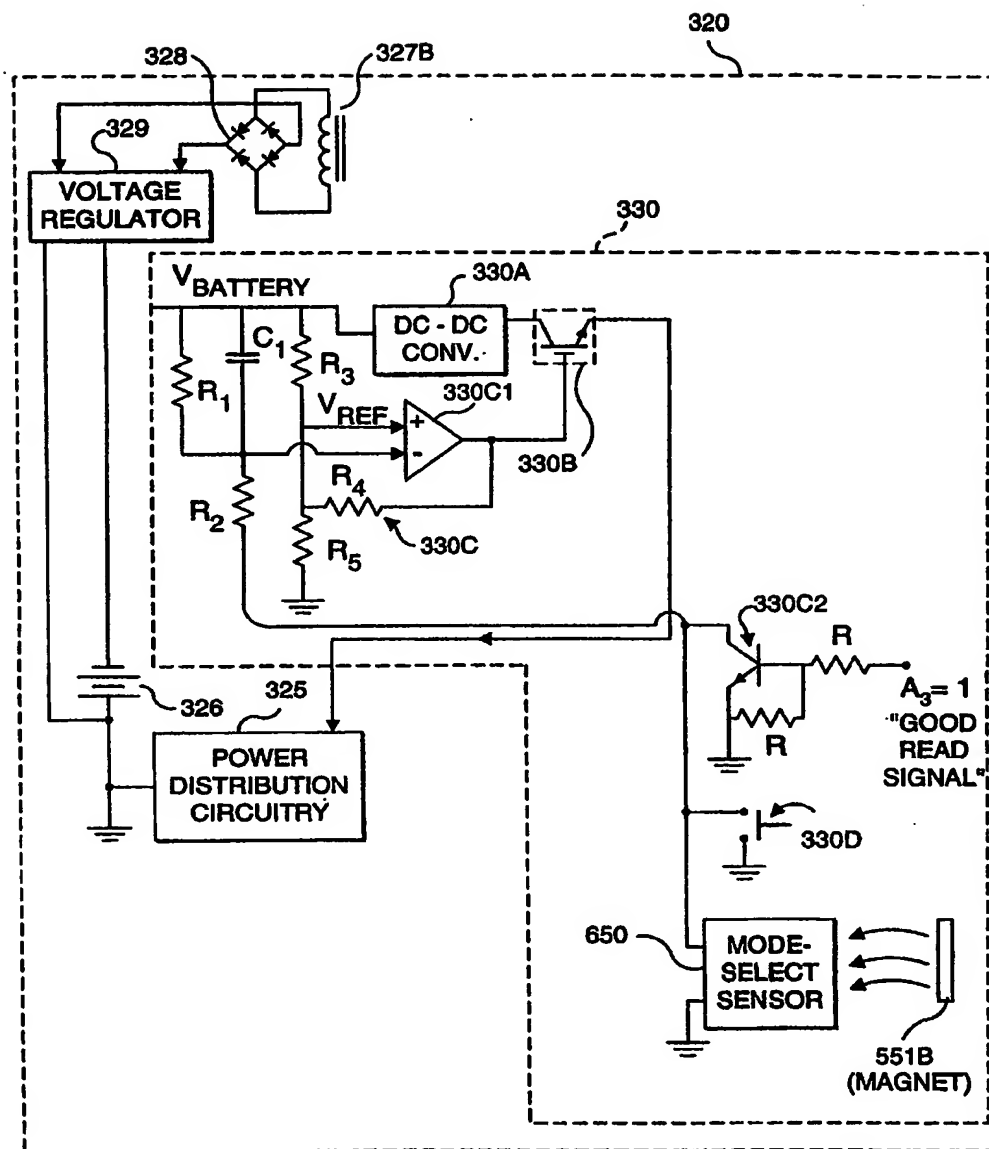 320
328
327B
329
VOLTAGE
REGULATOR
330
V BATTERY
330A
DC - DC
CONV.
C1
R3
R1
330C1
VREF
+
-
330B
R4
R2
330C
R5
330C2
R
A3 = 1
"GOOD
READ
SIGNAL"
R
326
325
POWER
DISTRIBUTION
CIRCUITRY
330D
650
MODE-
SELECT
SENSOR
551B
(MAGNET)